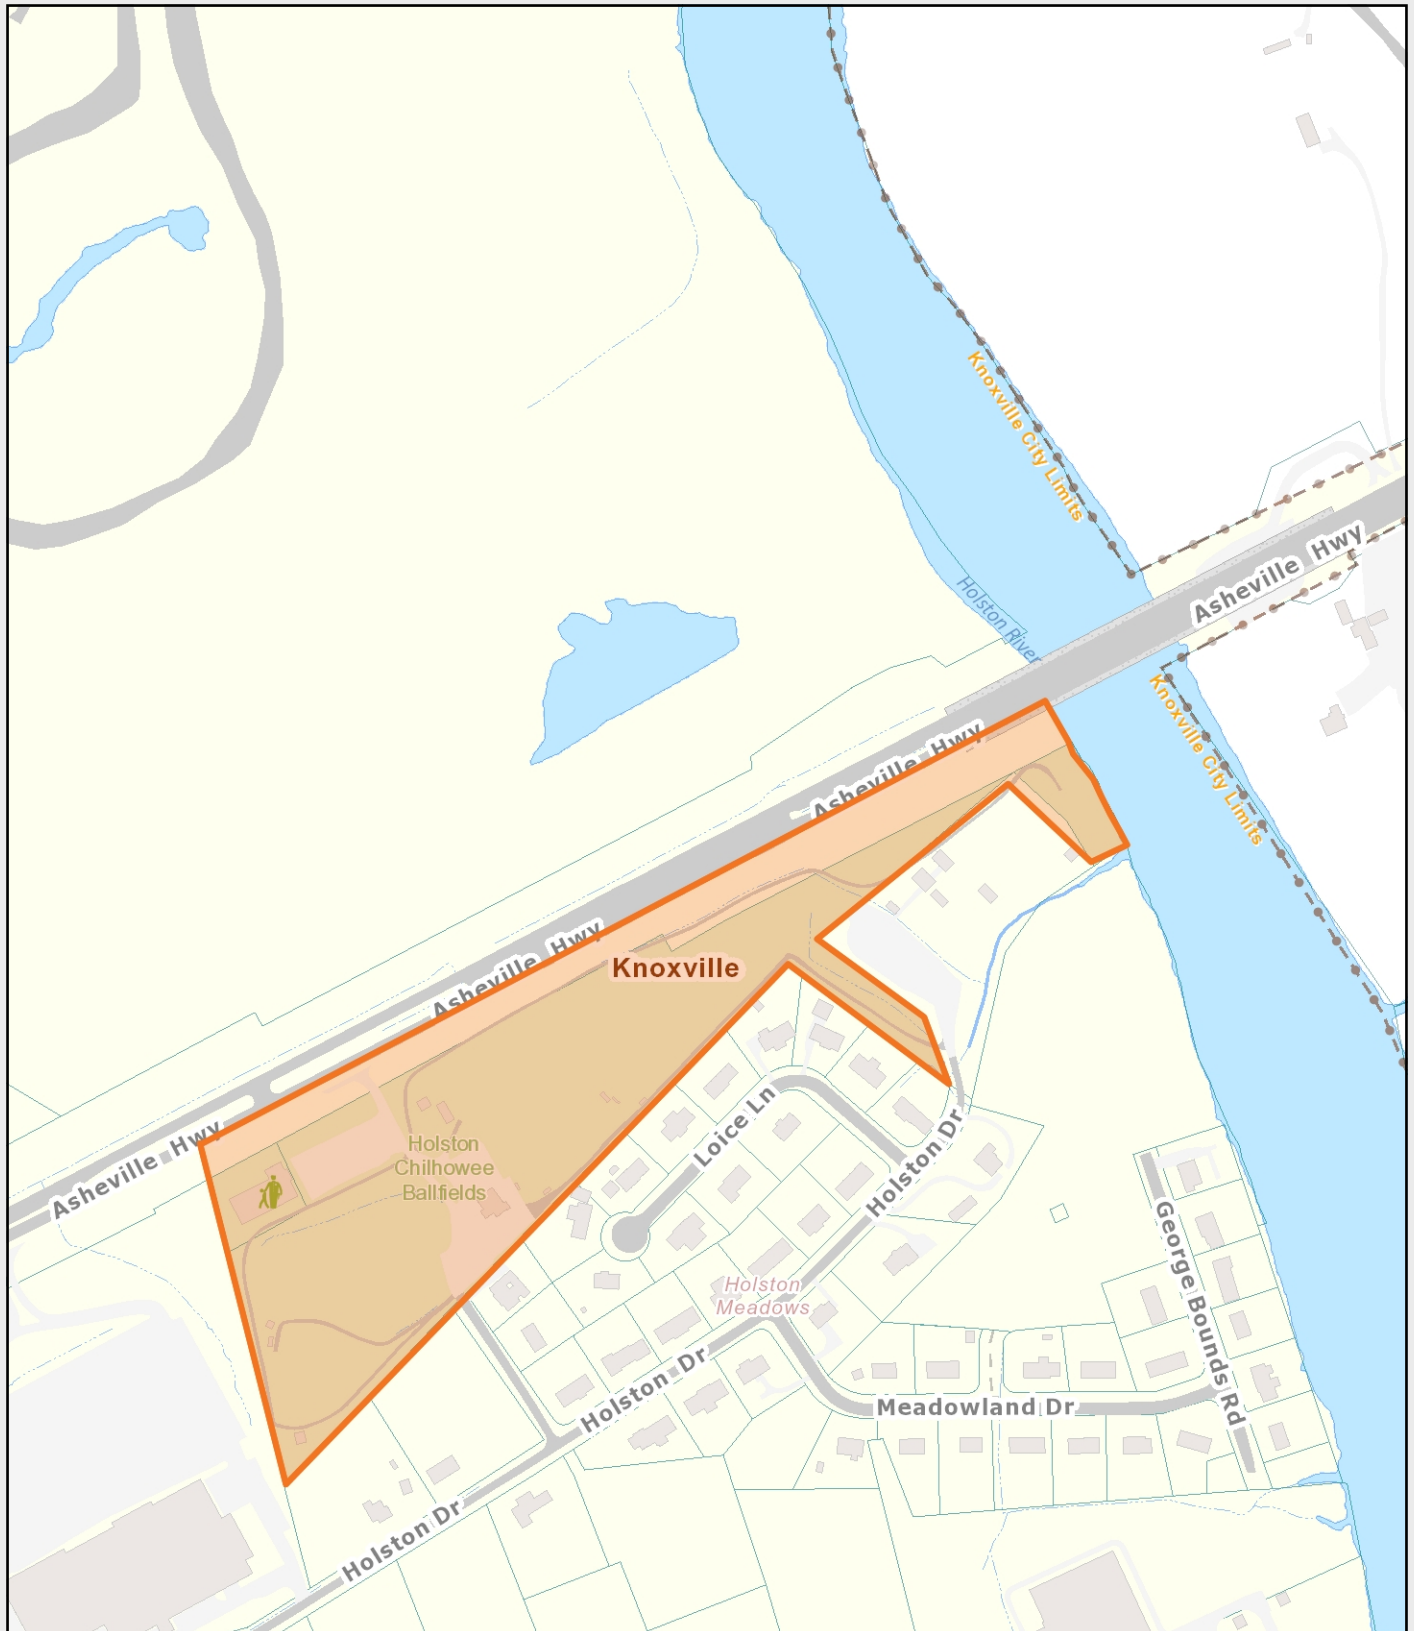 Knoxville City Limits
Asheville Hwy
Holston River
Knoxville City Limits
Asheville Hwy
Asheville Hwy
Knoxville
Asheville Hwy
Holston
Chilhowee
Ballfields
Loice Ln
Holston Dr
George Bounds Rd
Holston
Meadows
Holston Dr
Meadowland Dr
Holston Dr